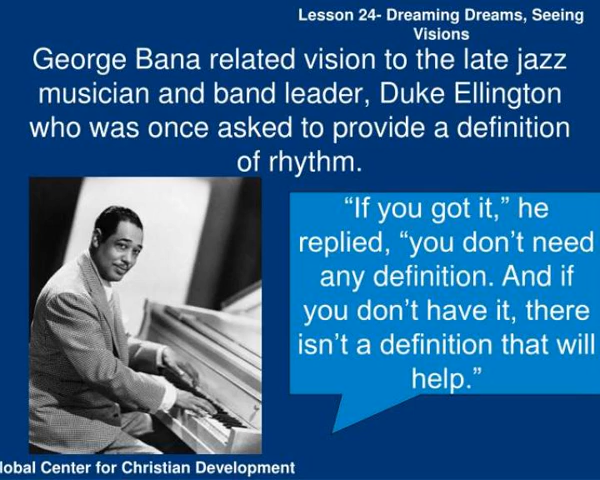 Lesson 24- Dreaming Dreams, Seeing
Visions
George Bana related vision to the late jazz
musician and band leader, Duke Ellington
who was once asked to provide a definition
of rhythm.
“If you got it,” he
replied, “you don’t need
any definition. And if
you don’t have it, there
isn’t a definition that will
help.”
lobal Center for Christian Development